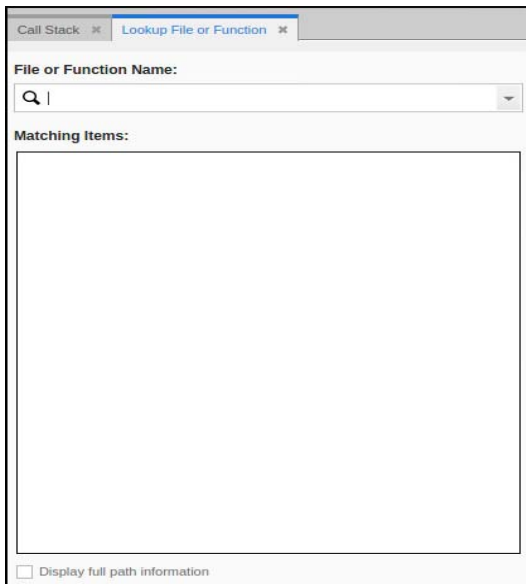 Call Stack Lookup File or Function
File or Function Name:
Matching Items:
Display full path information